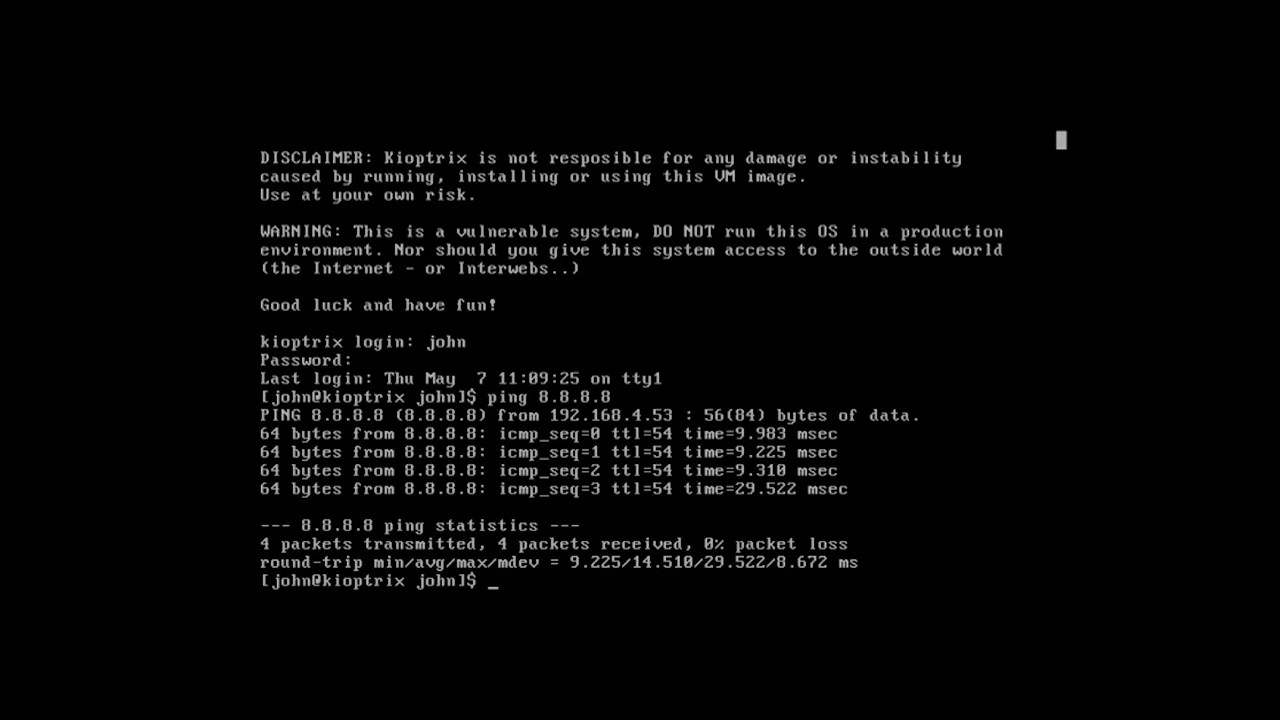 DISCLAIMER: Kioptrix is not resposible for any damage or instability
caused by running, installing or using this VM image.
Use at your own risk.
WARNING: This is a vulnerable system, DO NOT run this OS in a production
environment. Nor should you give this system access to the outside world
(the Internet - or Interwebs..)
Good luck and have fun!
kioptrix login: john
Password:
Last login: Thu May  7 11:09:25 on tty1
[john@kioptrix john]$ ping 8.8.8.8
PING 8.8.8.8 (8.8.8.8) from 192.168.4.53 : 56(84) bytes of data.
64 bytes from 8.8.8.8: icmp_seq=0 ttl=54 time=9.983 msec
64 bytes from 8.8.8.8: icmp_seq=1 ttl=54 time=9.225 msec
64 bytes from 8.8.8.8: icmp_seq=2 ttl=54 time=9.310 msec
64 bytes from 8.8.8.8: icmp_seq=3 ttl=54 time=29.522 msec
--- 8.8.8.8 ping statistics ---
4 packets transmitted, 4 packets received, 0% packet loss
round-trip min/avg/max/mdev = 9.225/14.510/29.522/8.672 ms
[john@kioptrix john]$ _